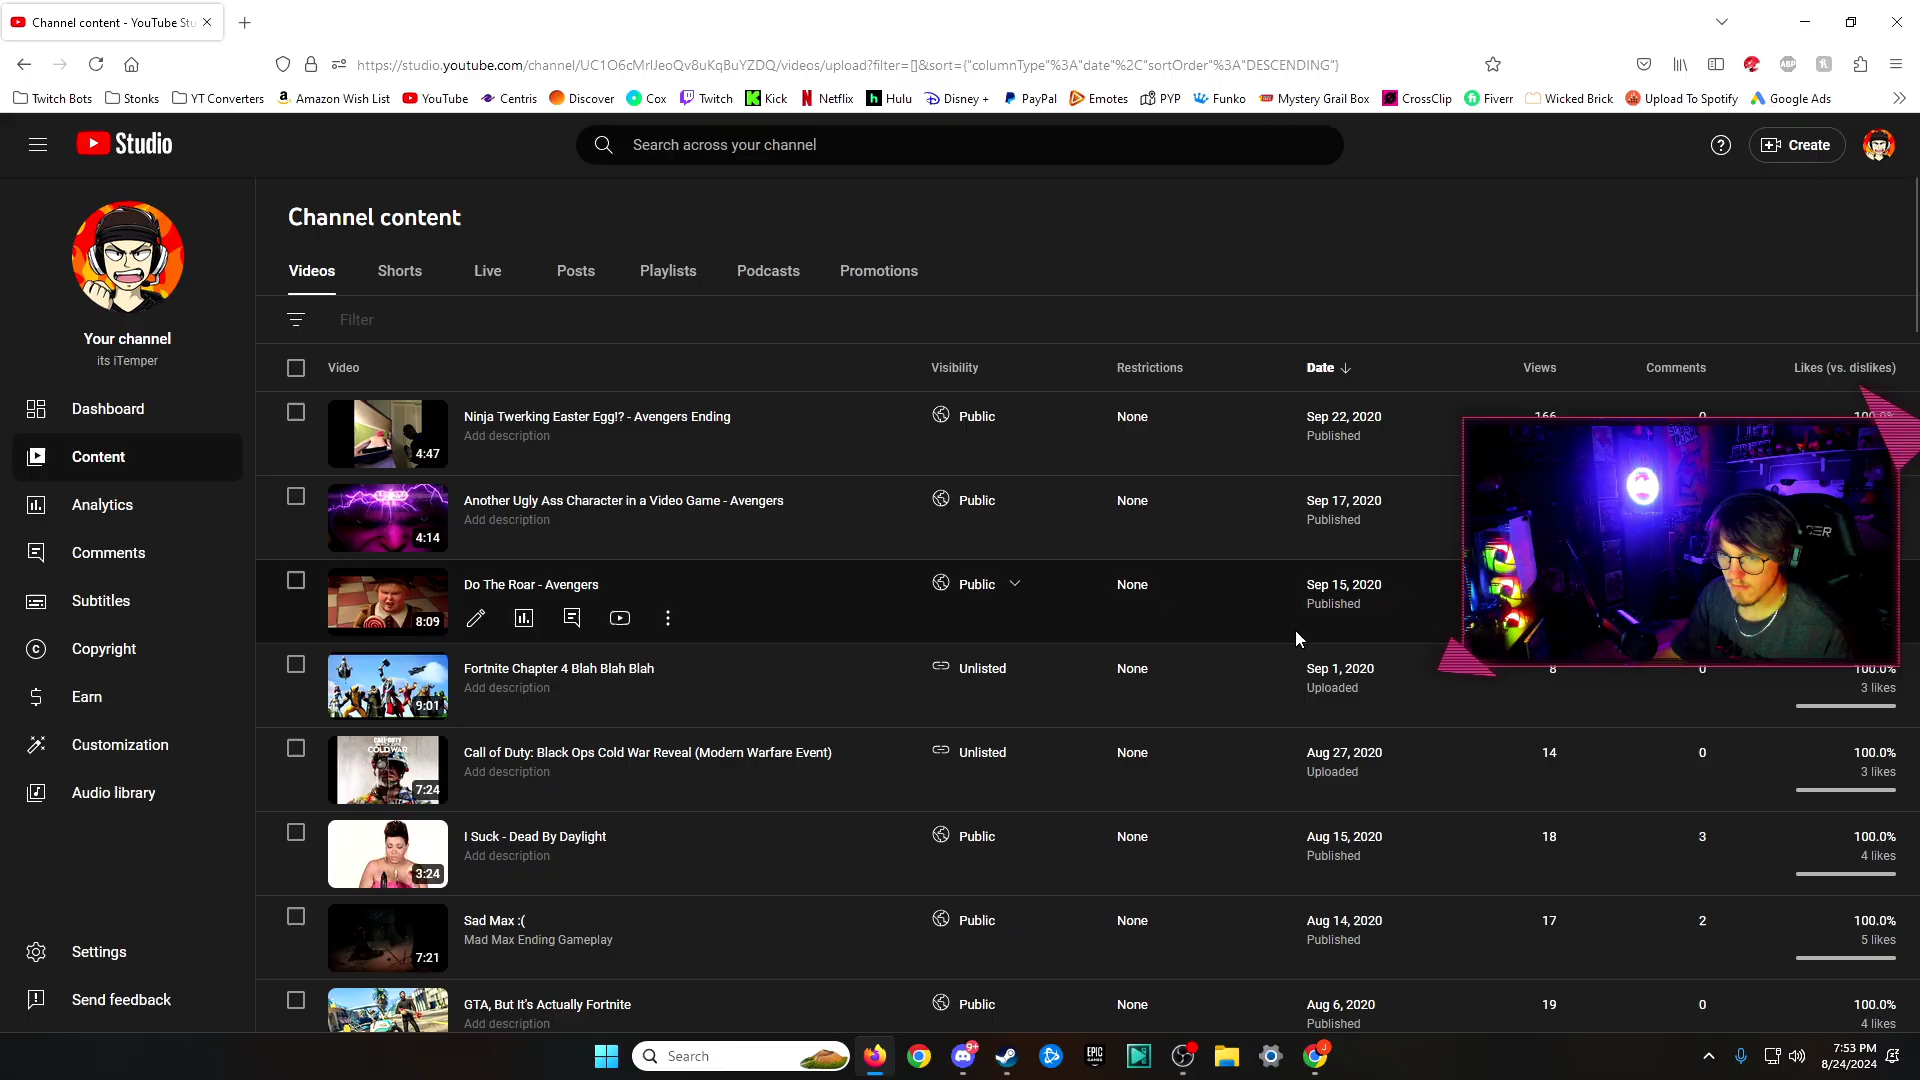 Channel content - YouTube Stu
https://studio.youtube.com/channel/UC1O6cMrIJeoQv8uKqBuYZDQ/videos/upload?filter=[]&sort={"columnType"%3A"date"%2C"sortOrder"%3A"DESCENDING"}
Twitch Bots Stonks YT Converters Amazon Wish List YouTube Centris Discover Cox Twitch Kick Netflix Hulu Disney + PayPal Emotes PYP Funko Mystery Grail Box CrossClip Fiverr Wicked Brick Upload To Spotify Google Ads
Studio
Search across your channel
Create
Your channel
its iTemper
Dashboard
Content
Analytics
Comments
Subtitles
Copyright
Earn
Customization
Audio library
Settings
Send feedback
Channel content
Videos Shorts Live Posts Playlists Podcasts Promotions
Filter
Video Visibility Restrictions Date Views Comments Likes (vs. dislikes)
Ninja Twerking Easter Egg!? - Avengers Ending Public None Sep 22, 2020 166 0 100.0%
4:47 Add description Published
Another Ugly Ass Character in a Video Game - Avengers Public None Sep 17, 2020
4:14 Add description Published
Do The Roar - Avengers Public None Sep 15, 2020
8:09 Published
Fortnite Chapter 4 Blah Blah Blah Unlisted None Sep 1, 2020 8 0 100.0%
9:01 Add description Uploaded 3 likes
Call of Duty: Black Ops Cold War Reveal (Modern Warfare Event) Unlisted None Aug 27, 2020 14 0 100.0%
7:24 Add description Uploaded 3 likes
I Suck - Dead By Daylight Public None Aug 15, 2020 18 3 100.0%
3:24 Add description Published 4 likes
Sad Max :( Public None Aug 14, 2020 17 2 100.0%
7:21 Mad Max Ending Gameplay Published 5 likes
GTA, But It's Actually Fortnite Public None Aug 6, 2020 19 0 100.0%
Add description Published 4 likes
Search
7:53 PM
8/24/2024